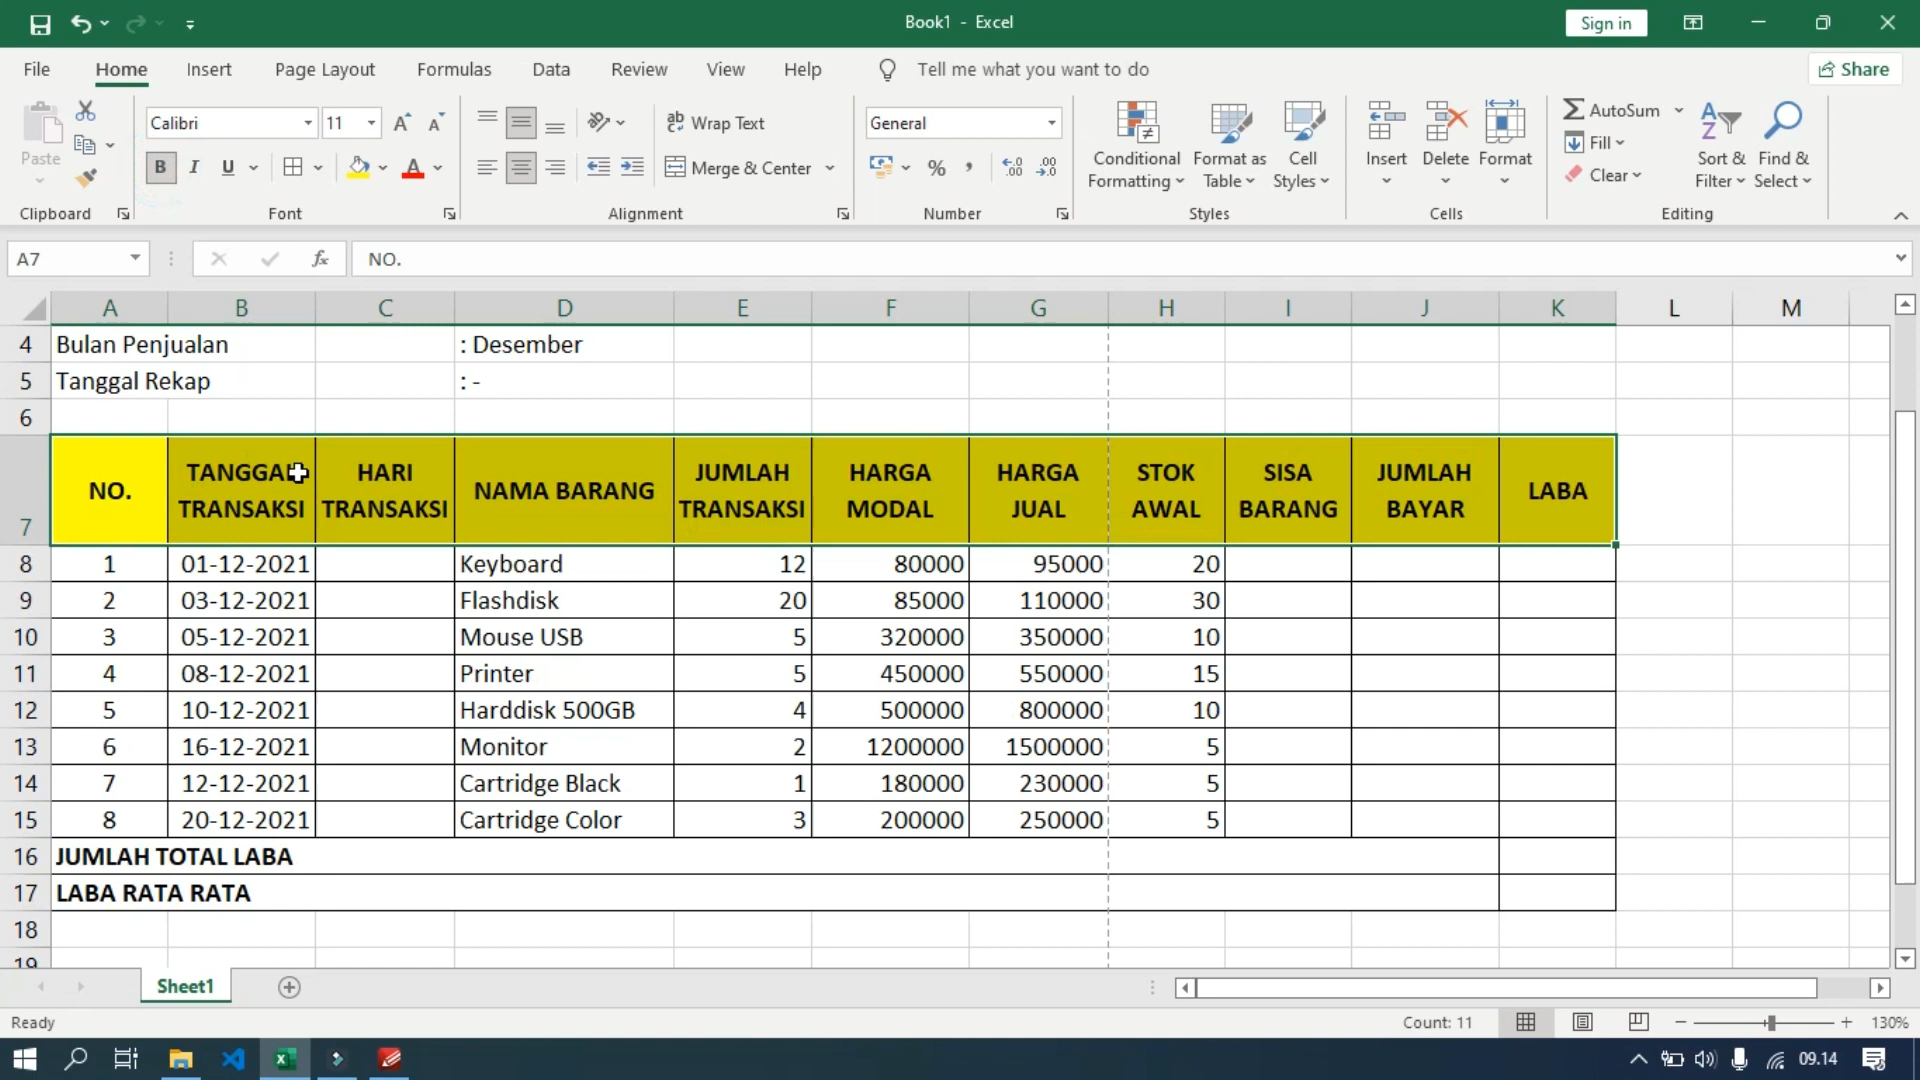 Book1 - Excel
Sign in
File Home Insert Page Layout Formulas Data Review View Help Tell me what you want to do Share
Paste
Calibri 11
B I U
A
ab Wrap Text
Merge & Center
General
%
Conditional Formatting
Format as Table
Cell Styles
Insert
Delete
Format
AutoSum
Fill
Clear
Sort & Filter
Find & Select
Clipboard Font Alignment Number Styles Cells Editing
A7 fx NO.
A B C D E F G H I J K L M
4 Bulan Penjualan : Desember
5 Tanggal Rekap : -
6
7 NO. TANGGA TRANSAKSI HARI TRANSAKSI NAMA BARANG JUMLAH TRANSAKSI HARGA MODAL HARGA JUAL STOK AWAL SISA BARANG JUMLAH BAYAR LABA
8 1 01-12-2021 Keyboard 12 80000 95000 20
9 2 03-12-2021 Flashdisk 20 85000 110000 30
10 3 05-12-2021 Mouse USB 5 320000 350000 10
11 4 08-12-2021 Printer 5 450000 550000 15
12 5 10-12-2021 Harddisk 500GB 4 500000 800000 10
13 6 16-12-2021 Monitor 2 1200000 1500000 5
14 7 12-12-2021 Cartridge Black 1 180000 230000 5
15 8 20-12-2021 Cartridge Color 3 200000 250000 5
16 JUMLAH TOTAL LABA
17 LABA RATA RATA
18
19
Sheet1
Ready Count: 11 130%
09.14